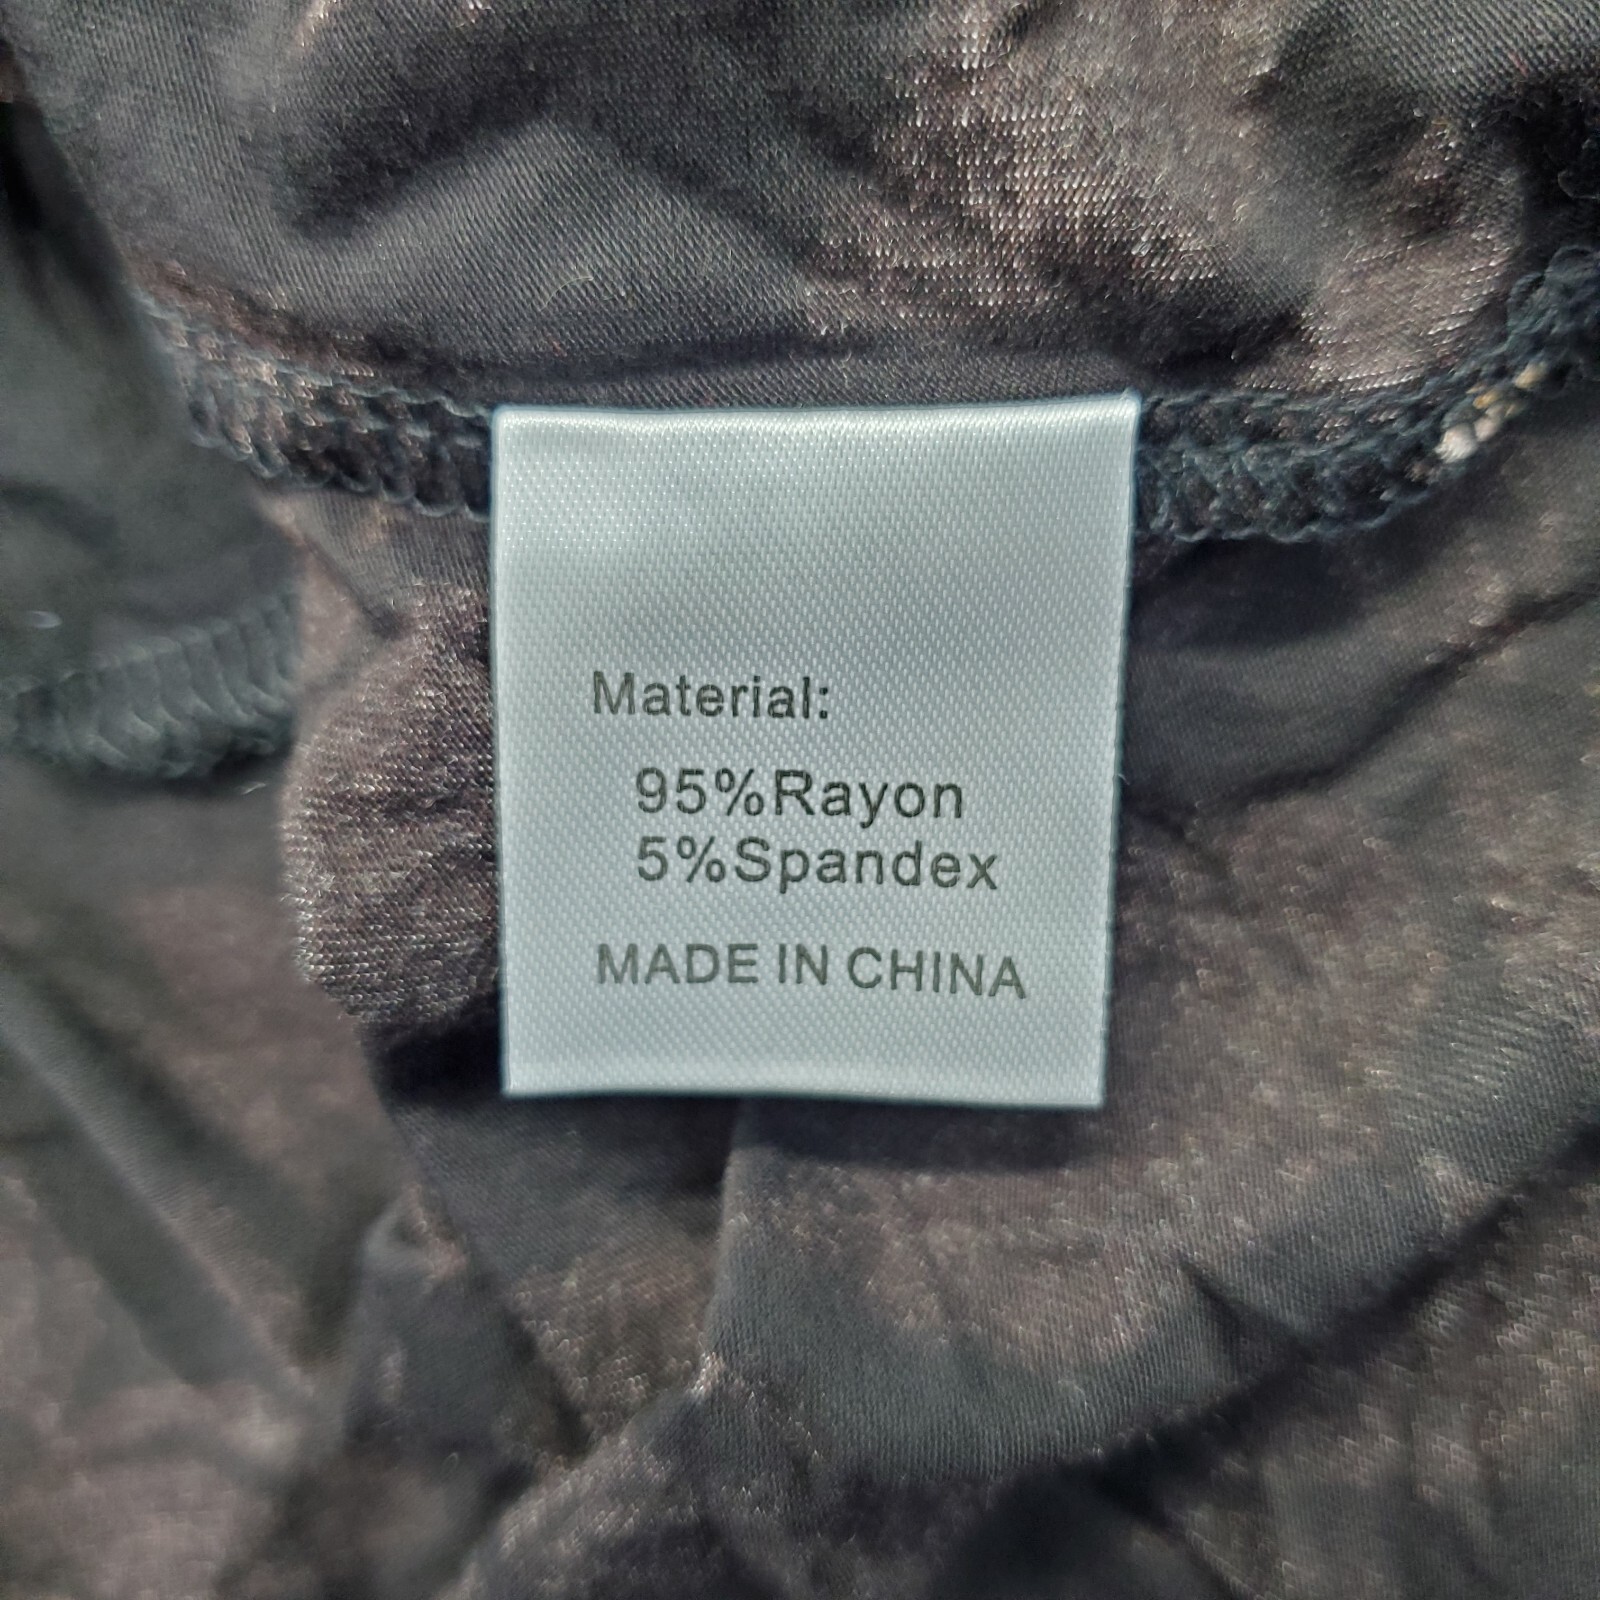 Material:
95%Rayon
5%Spandex
MADE IN CHINA